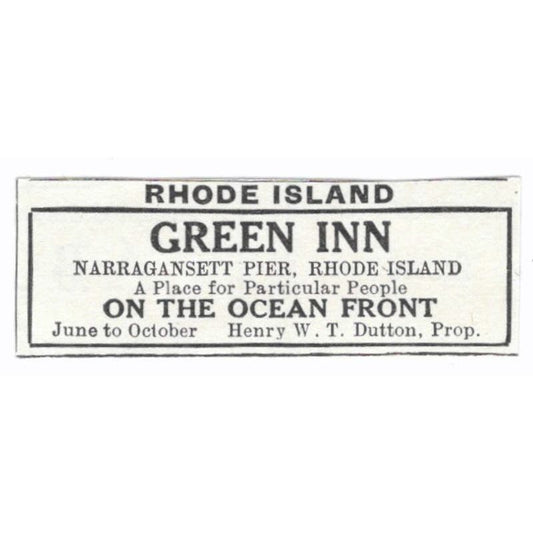 RHODE ISLAND
GREEN INN
NARRAGANSETT PIER, RHODE ISLAND
A Place for Particular People
ON THE OCEAN FRONT
June to October Henry W. T. Dutton, Prop.